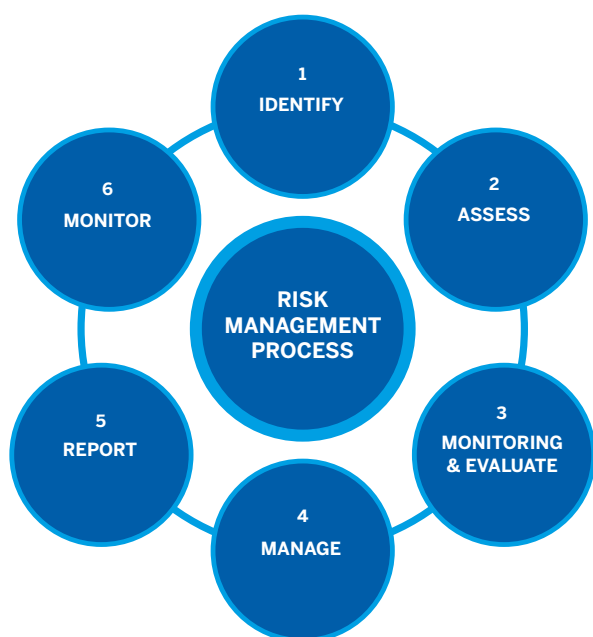 1
IDENTIFY
2
ASSESS
3
MONITORING
& EVALUATE
4
MANAGE
5
REPORT
6
MONITOR
RISK
MANAGEMENT
PROCESS